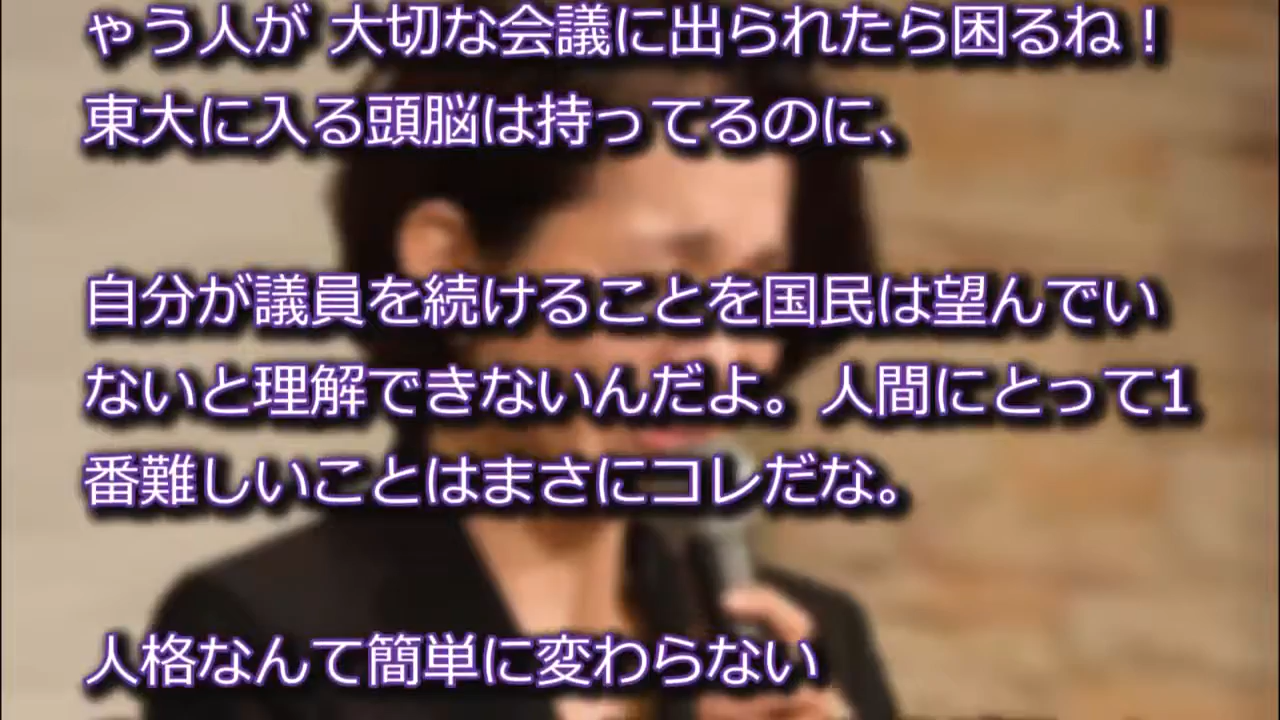 ゃう人が 大切な会議に出られたら困るね！
東大に入る頭脳は持ってるのに、
自分が議員を続けることを国民は望んでい
ないと理解できないんだよ。人間にとって1
番難しいことはまさにコレだな。
人格なんて簡単に変わらない